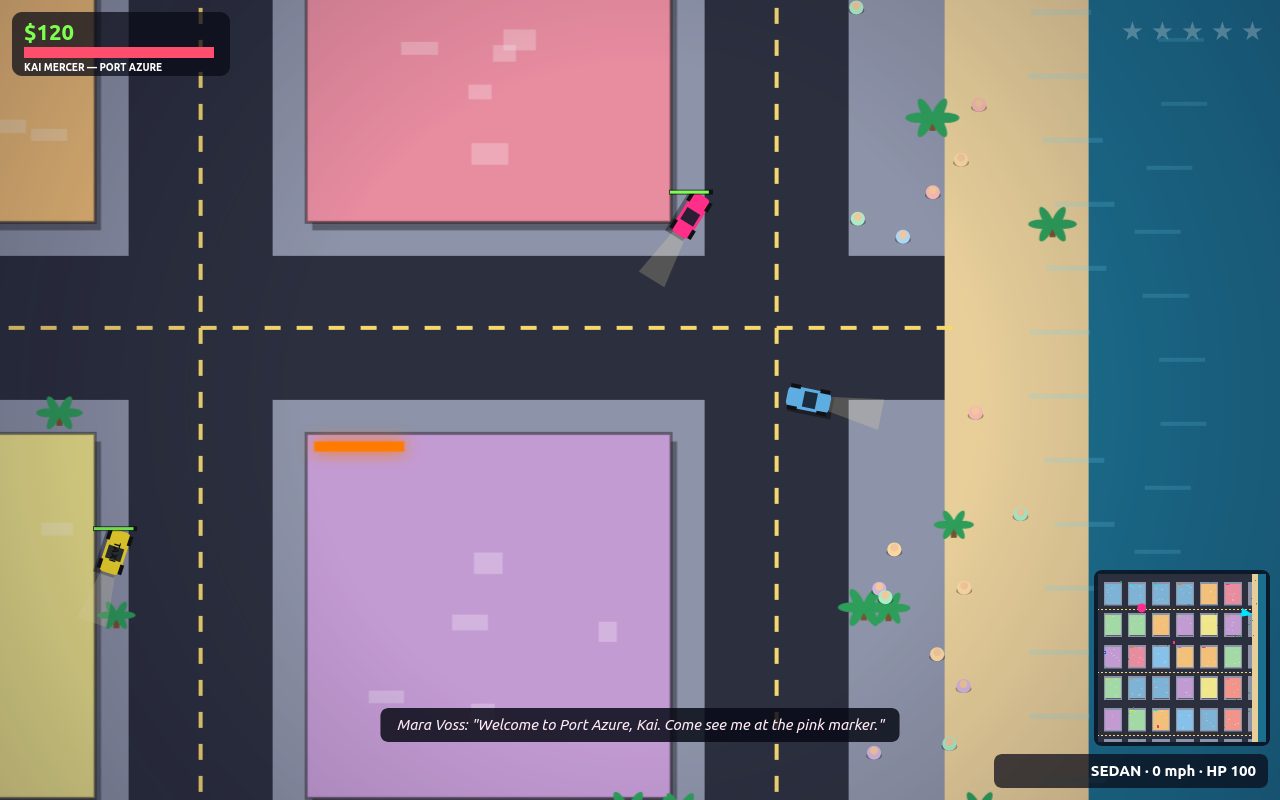 $120
KAI MERCER — PORT AZURE
Mara Voss: "Welcome to Port Azure, Kai. Come see me at the pink marker."
SEDAN · 0 mph · HP 100